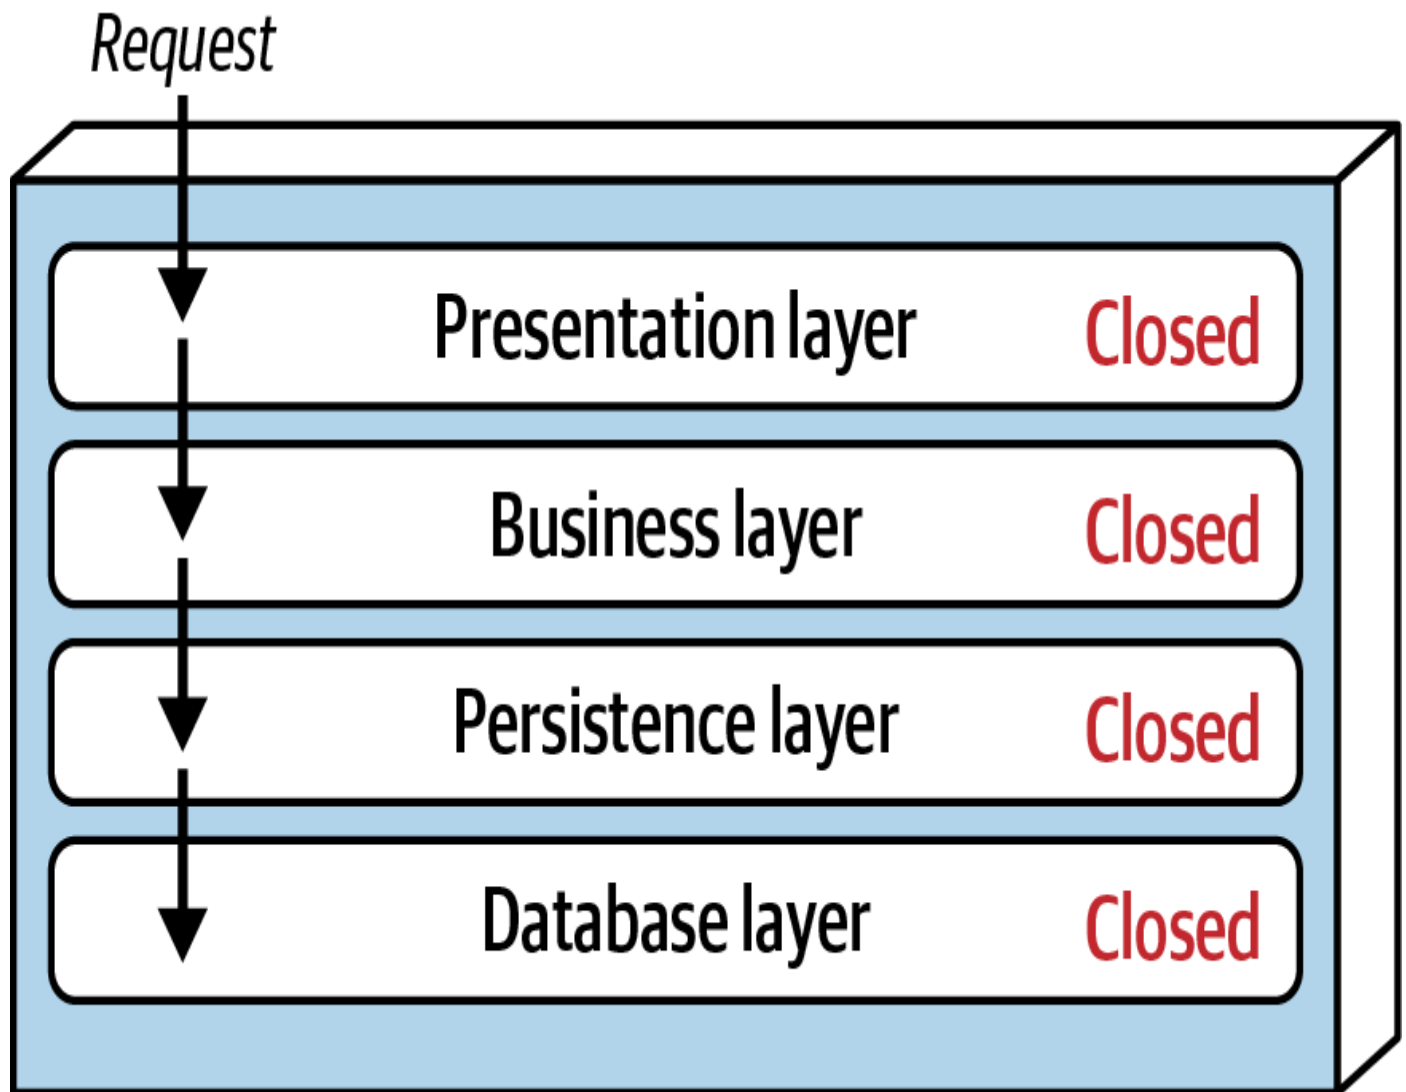 Request
Presentation layer Closed
Business layer Closed
Persistence layer Closed
Database layer Closed